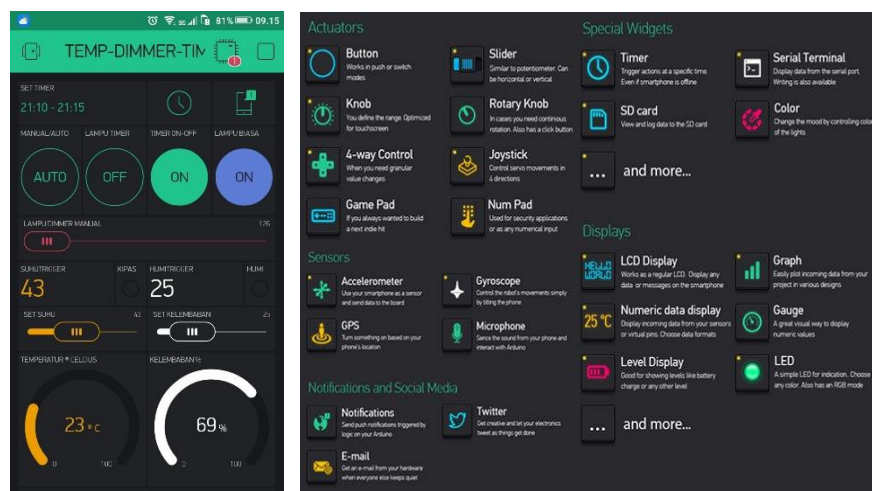 81% 09.15
TEMP-DIMMER-TIM
1
SET TIMER
21:10 - 21:15
MANUAL/AUTO LAMPU TIMER TIMER ON-OFF LAMPU BIASA
AUTO OFF ON ON
LAMPU DIMMER MANUAL 126
SUHUTRIGGER KIPAS HUMITRIGGER HUMI
43 25
SET SUHU 43 SET KELEMBABAN 25
TEMPERATUR * CELCIUS KELEMBABAN %
23 °C 69 %
0 100 0 100
Actuators
Button
Works in push or switch
modes
Slider
Similar to potentiometer. Can
be horizontal or vertical
Knob
You define the range. Optimized
for touchscreen
Rotary Knob
In cases you need continuous
rotation. Also has a click button
4-way Control
When you need granular
value changes
Joystick
Control servo movements in
4 directions
Game Pad
If you always wanted to build
a next indie hit
Num Pad
Used for security applications
or as any numerical input
Sensors
Accelerometer
Use your smartphone as a sensor
and send data to the board
Gyroscope
Control the robot's movements simply
by tilting the phone
GPS
Turn something on based on your
phone's location
Microphone
Sence the sound from your phone and
interact with Arduino
Notifications and Social Media
Notifications
Send push notifications triggered by
logic on your Arduino
Twitter
Get creative and let your electronics
tweet as things get done
E-mail
Get an e-mail from your hardware
when everyone else keeps quiet
Special Widgets
Timer
Trigger actions at a specific time.
Even if smartphone is offline
Serial Terminal
Display data from the serial port.
Writing is also available
SD card
View and log data to the SD card
Color
Change the mood by controlling color
of the lights
... and more...
Displays
HELLO
WORLD
LCD Display
Works as a regular LCD. Display any
data or messages on the smartphone
Graph
Easily plot incoming data from your
project in various designs
25 °C
Numeric data display
Display incoming data from your sensors
or virtual pins. Choose data formats
Gauge
A great visual way to display
numeric values
Level Display
Good for showing levels like battery
charge or any other level
LED
A simple LED for indication. Choose
any color. Also has an RGB mode
... and more...